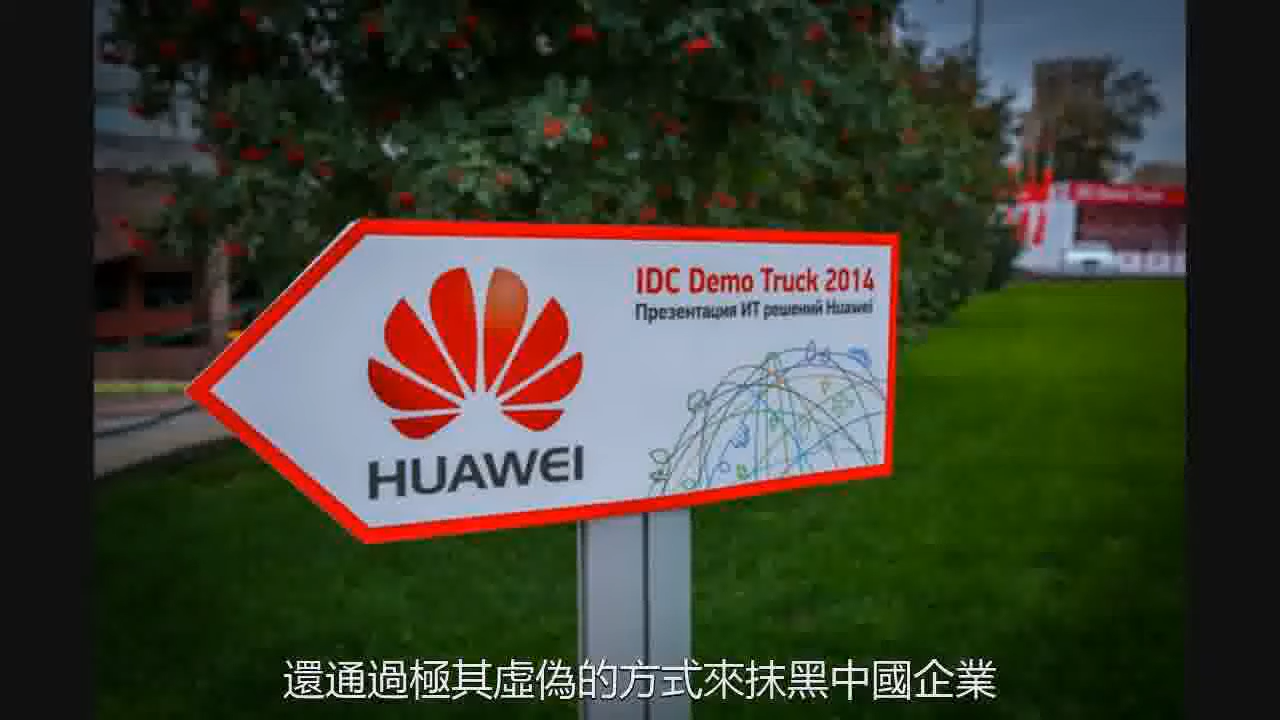 IDC Demo Truck 2014
Презентация ИТ решений Huawei
HUAWEI
還通過極其虛偽的方式來抹黑中國企業